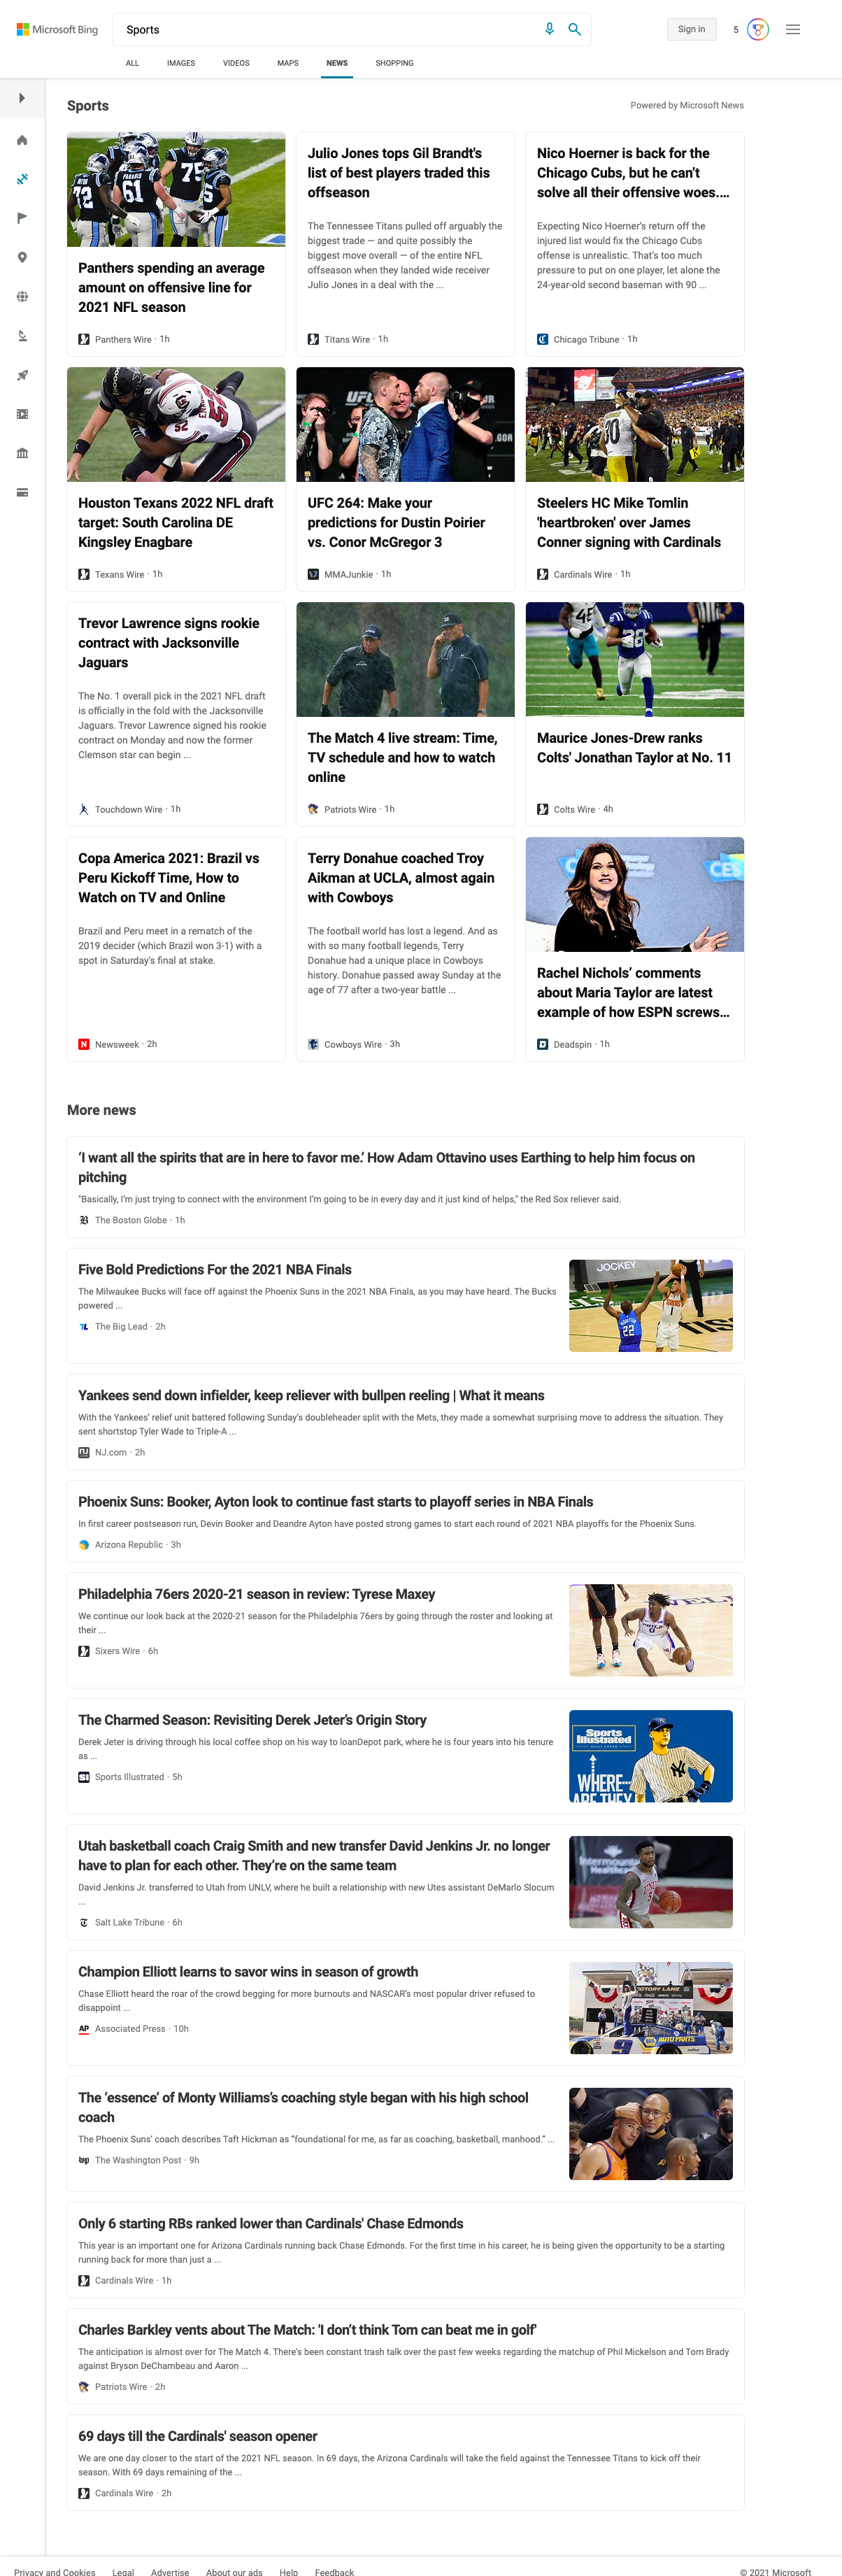 Microsoft Bing
Sports
Sign in
5
ALL
IMAGES
VIDEOS
MAPS
NEWS
SHOPPING
Sports
Powered by Microsoft News
Panthers spending an average
amount on offensive line for
2021 NFL season
Panthers Wire · 1h
Julio Jones tops Gil Brandt's
list of best players traded this
offseason
The Tennessee Titans pulled off arguably the
biggest trade — and quite possibly the
biggest move overall — of the entire NFL
offseason when they landed wide receiver
Julio Jones in a deal with the ...
Titans Wire · 1h
Nico Hoerner is back for the
Chicago Cubs, but he can’t
solve all their offensive woes....
Expecting Nico Hoerner’s return off the
injured list would fix the Chicago Cubs
offense is unrealistic. That’s too much
pressure to put on one player, let alone the
24-year-old second baseman with 90 ...
Chicago Tribune · 1h
Houston Texans 2022 NFL draft
target: South Carolina DE
Kingsley Enagbare
Texans Wire · 1h
UFC 264: Make your
predictions for Dustin Poirier
vs. Conor McGregor 3
MMAJunkie · 1h
Steelers HC Mike Tomlin
'heartbroken' over James
Conner signing with Cardinals
Cardinals Wire · 1h
Trevor Lawrence signs rookie
contract with Jacksonville
Jaguars
The No. 1 overall pick in the 2021 NFL draft
is officially in the fold with the Jacksonville
Jaguars. Trevor Lawrence signed his rookie
contract on Monday and now the former
Clemson star can begin ...
Touchdown Wire · 1h
The Match 4 live stream: Time,
TV schedule and how to watch
online
Patriots Wire · 1h
Maurice Jones-Drew ranks
Colts' Jonathan Taylor at No. 11
Colts Wire · 4h
Copa America 2021: Brazil vs
Peru Kickoff Time, How to
Watch on TV and Online
Brazil and Peru meet in a rematch of the
2019 decider (which Brazil won 3-1) with a
spot in Saturday's final at stake.
Newsweek · 2h
Terry Donahue coached Troy
Aikman at UCLA, almost again
with Cowboys
The football world has lost a legend. And as
with so many football legends, Terry
Donahue had a unique place in Cowboys
history. Donahue passed away Sunday at the
age of 77 after a two-year battle ...
Cowboys Wire · 3h
Rachel Nichols’ comments
about Maria Taylor are latest
example of how ESPN screws...
Deadspin · 1h
More news
‘I want all the spirits that are in here to favor me.’ How Adam Ottavino uses Earthing to help him focus on
pitching
"Basically, I’m just trying to connect with the environment I’m going to be in every day and it just kind of helps," the Red Sox reliever said.
The Boston Globe · 1h
Five Bold Predictions For the 2021 NBA Finals
The Milwaukee Bucks will face off against the Phoenix Suns in the 2021 NBA Finals, as you may have heard. The Bucks
powered ...
The Big Lead · 2h
JOCKEY
22
1
Yankees send down infielder, keep reliever with bullpen reeling | What it means
With the Yankees’ relief unit battered following Sunday’s doubleheader split with the Mets, they made a somewhat surprising move to address the situation. They
sent shortstop Tyler Wade to Triple-A ...
NJ.com · 2h
Phoenix Suns: Booker, Ayton look to continue fast starts to playoff series in NBA Finals
In first career postseason run, Devin Booker and Deandre Ayton have posted strong games to start each round of 2021 NBA playoffs for the Phoenix Suns.
Arizona Republic · 3h
Philadelphia 76ers 2020-21 season in review: Tyrese Maxey
We continue our look back at the 2020-21 season for the Philadelphia 76ers by going through the roster and looking at
their ...
Sixers Wire · 6h
The Charmed Season: Revisiting Derek Jeter’s Origin Story
Derek Jeter is driving through his local coffee shop on his way to loanDepot park, where he is four years into his tenure
as ...
Sports Illustrated · 5h
Sports
Illustrated
WHERE...
ARE THEY
Utah basketball coach Craig Smith and new transfer David Jenkins Jr. no longer
have to plan for each other. They’re on the same team
David Jenkins Jr. transferred to Utah from UNLV, where he built a relationship with new Utes assistant DeMarlo Slocum
...
Salt Lake Tribune · 6h
Champion Elliott learns to savor wins in season of growth
Chase Elliott heard the roar of the crowd begging for more burnouts and NASCAR’s most popular driver refused to
disappoint ...
Associated Press · 10h
The ‘essence’ of Monty Williams’s coaching style began with his high school
coach
The Phoenix Suns’ coach describes Taft Hickman as “foundational for me, as far as coaching, basketball, manhood.” ...
The Washington Post · 9h
Only 6 starting RBs ranked lower than Cardinals' Chase Edmonds
This year is an important one for Arizona Cardinals running back Chase Edmonds. For the first time in his career, he is being given the opportunity to be a starting
running back for more than just a ...
Cardinals Wire · 1h
Charles Barkley vents about The Match: 'I don’t think Tom can beat me in golf'
The anticipation is almost over for The Match 4. There’s been constant trash talk over the past few weeks regarding the matchup of Phil Mickelson and Tom Brady
against Bryson DeChambeau and Aaron ...
Patriots Wire · 2h
69 days till the Cardinals' season opener
We are one day closer to the start of the 2021 NFL season. In 69 days, the Arizona Cardinals will take the field against the Tennessee Titans to kick off their
season. With 69 days remaining of the ...
Cardinals Wire · 2h
Privacy and Cookies
Legal
Advertise
About our ads
Help
Feedback
© 2021 Microsoft